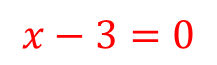 x − 3 = 0